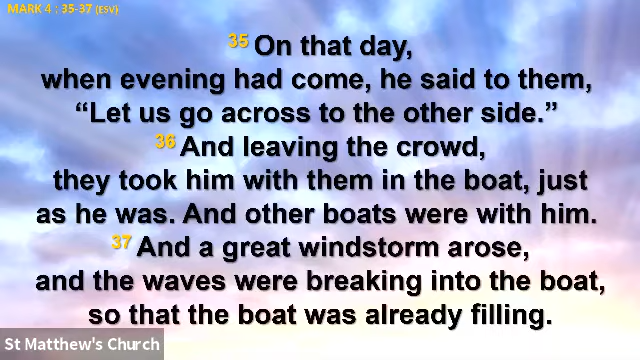 MARK 4 : 35-37 (ESV)
35 On that day,
when evening had come, he said to them,
“Let us go across to the other side.”
36 And leaving the crowd,
they took him with them in the boat, just
as he was. And other boats were with him.
37 And a great windstorm arose,
and the waves were breaking into the boat,
so that the boat was already filling.
St Matthew's Church